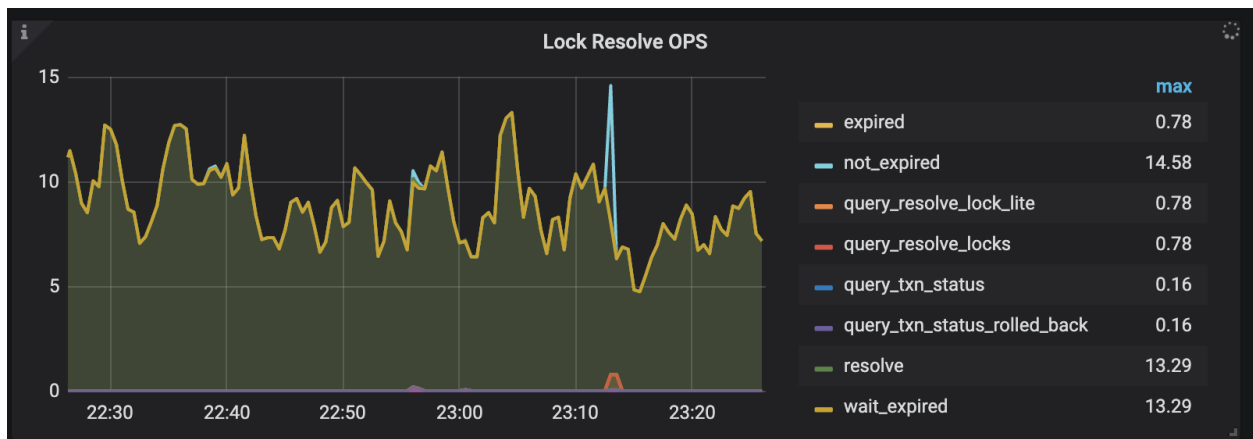 i
Lock Resolve OPS
15
10
5
0
22:30 22:40 22:50 23:00 23:10 23:20
max
expired 0.78
not_expired 14.58
query_resolve_lock_lite 0.78
query_resolve_locks 0.78
query_txn_status 0.16
query_txn_status_rolled_back 0.16
resolve 13.29
wait_expired 13.29